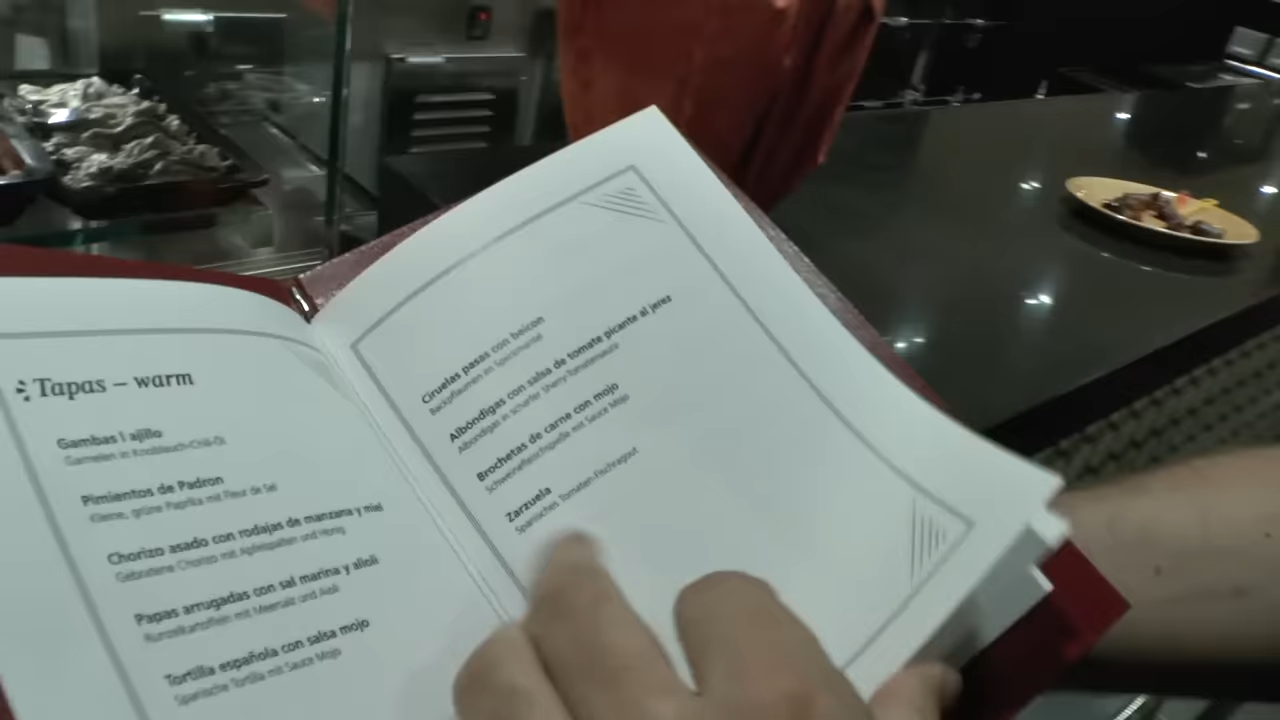 Tapas – warm
Gambas l ajillo
Garnelen in Knoblauch-Chili-Öl
Pimientos de Padron
Kleine, grüne Paprika mit Fleur de Sel
Chorizo asado con rodajas de manzana y miel
Gebratene Chorizo mit Apfelspalten und Honig
Papas arrugadas con sal marina y alioli
Runzelkartoffeln mit Meersalz und Aioli
Tortilla española con salsa mojo
Spanische Tortilla mit Sauce Mojo
Ciruelas pasas con beicon
Backpflaumen im Speckmantel
Albóndigas con salsa de tomate picante al jerez
Albóndigas in scharfer Sherry-Tomatensauce
Brochetas de carne con mojo
Schweinefleischspieße mit Sauce Mojo
Zarzuela
Spanisches Tomaten-Fischragout